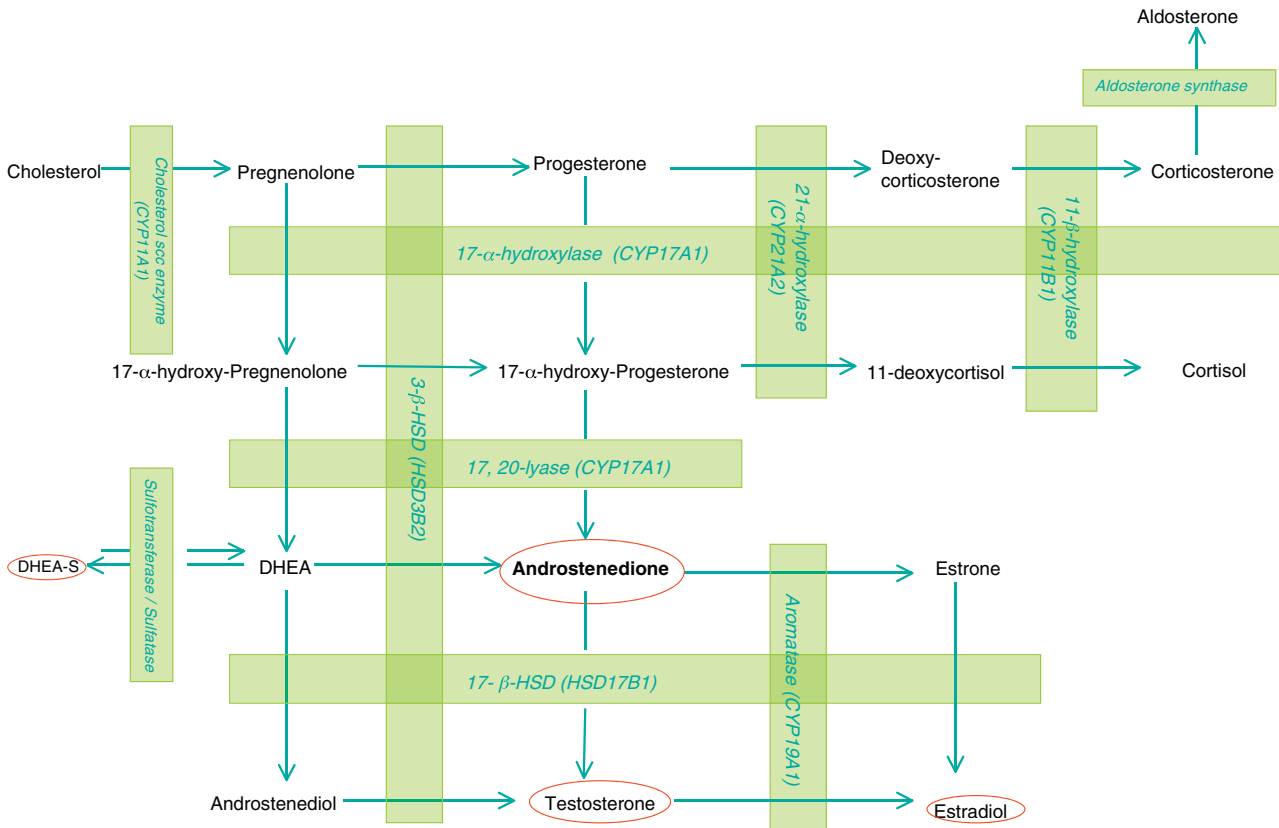 Aldosterone
Aldosterone synthase
Cholesterol
Cholesterol scc enzyme
(CYP11A1)
Pregnenolone
Progesterone
21-α-hydroxylase
(CYP21A2)
Deoxy-
corticosterone
11-β-hydroxylase
(CYP11B1)
Corticosterone
17-α-hydroxylase (CYP17A1)
17-α-hydroxy-Pregnenolone
17-α-hydroxy-Progesterone
11-deoxycortisol
Cortisol
3-β-HSD (HSD3B2)
17, 20-lyase (CYP17A1)
Sulfotransferase / Sulfatase
DHEA-S
DHEA
Androstenedione
Estrone
Aromatase (CYP19A1)
17- β-HSD (HSD17B1)
Androstenediol
Testosterone
Estradiol